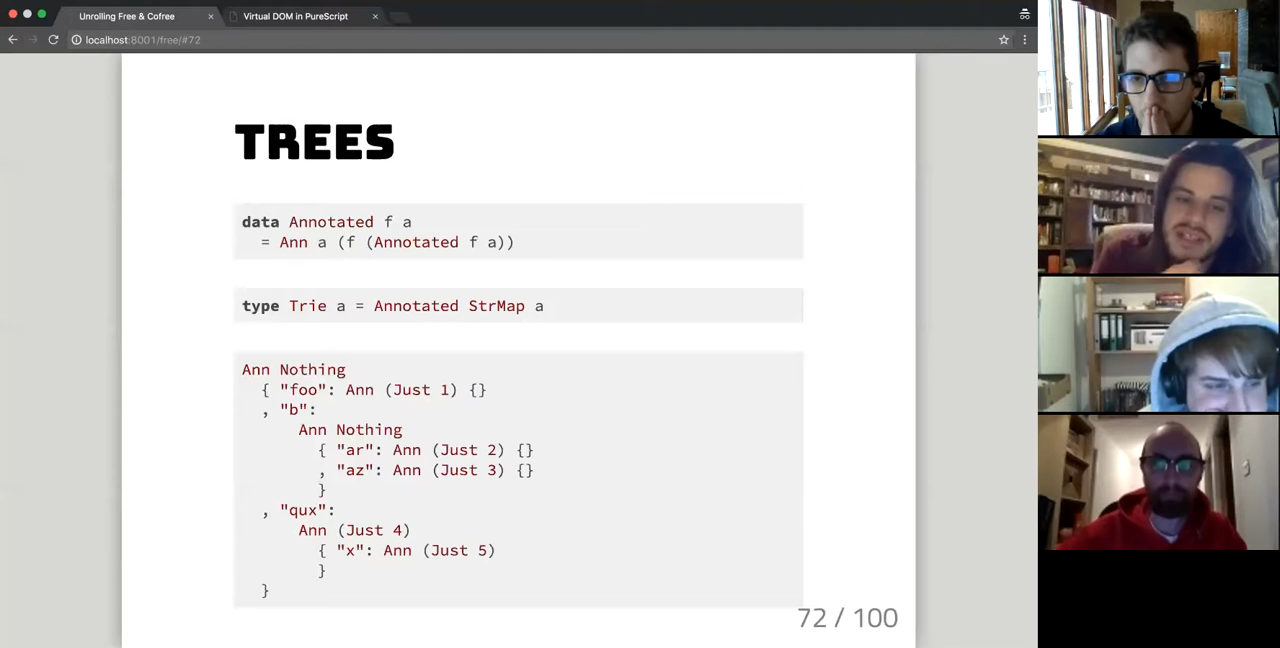 Unrolling Free & Cofree
Virtual DOM in PureScript
localhost:8001/free/#72
TREES
data Annotated f a
= Ann a (f (Annotated f a))
type Trie a = Annotated StrMap a
Ann Nothing
{ "foo": Ann (Just 1) {}
, "b":
Ann Nothing
{ "ar": Ann (Just 2) {}
, "az": Ann (Just 3) {}
}
, "qux":
Ann (Just 4)
{ "x": Ann (Just 5)
}
}
72 / 100